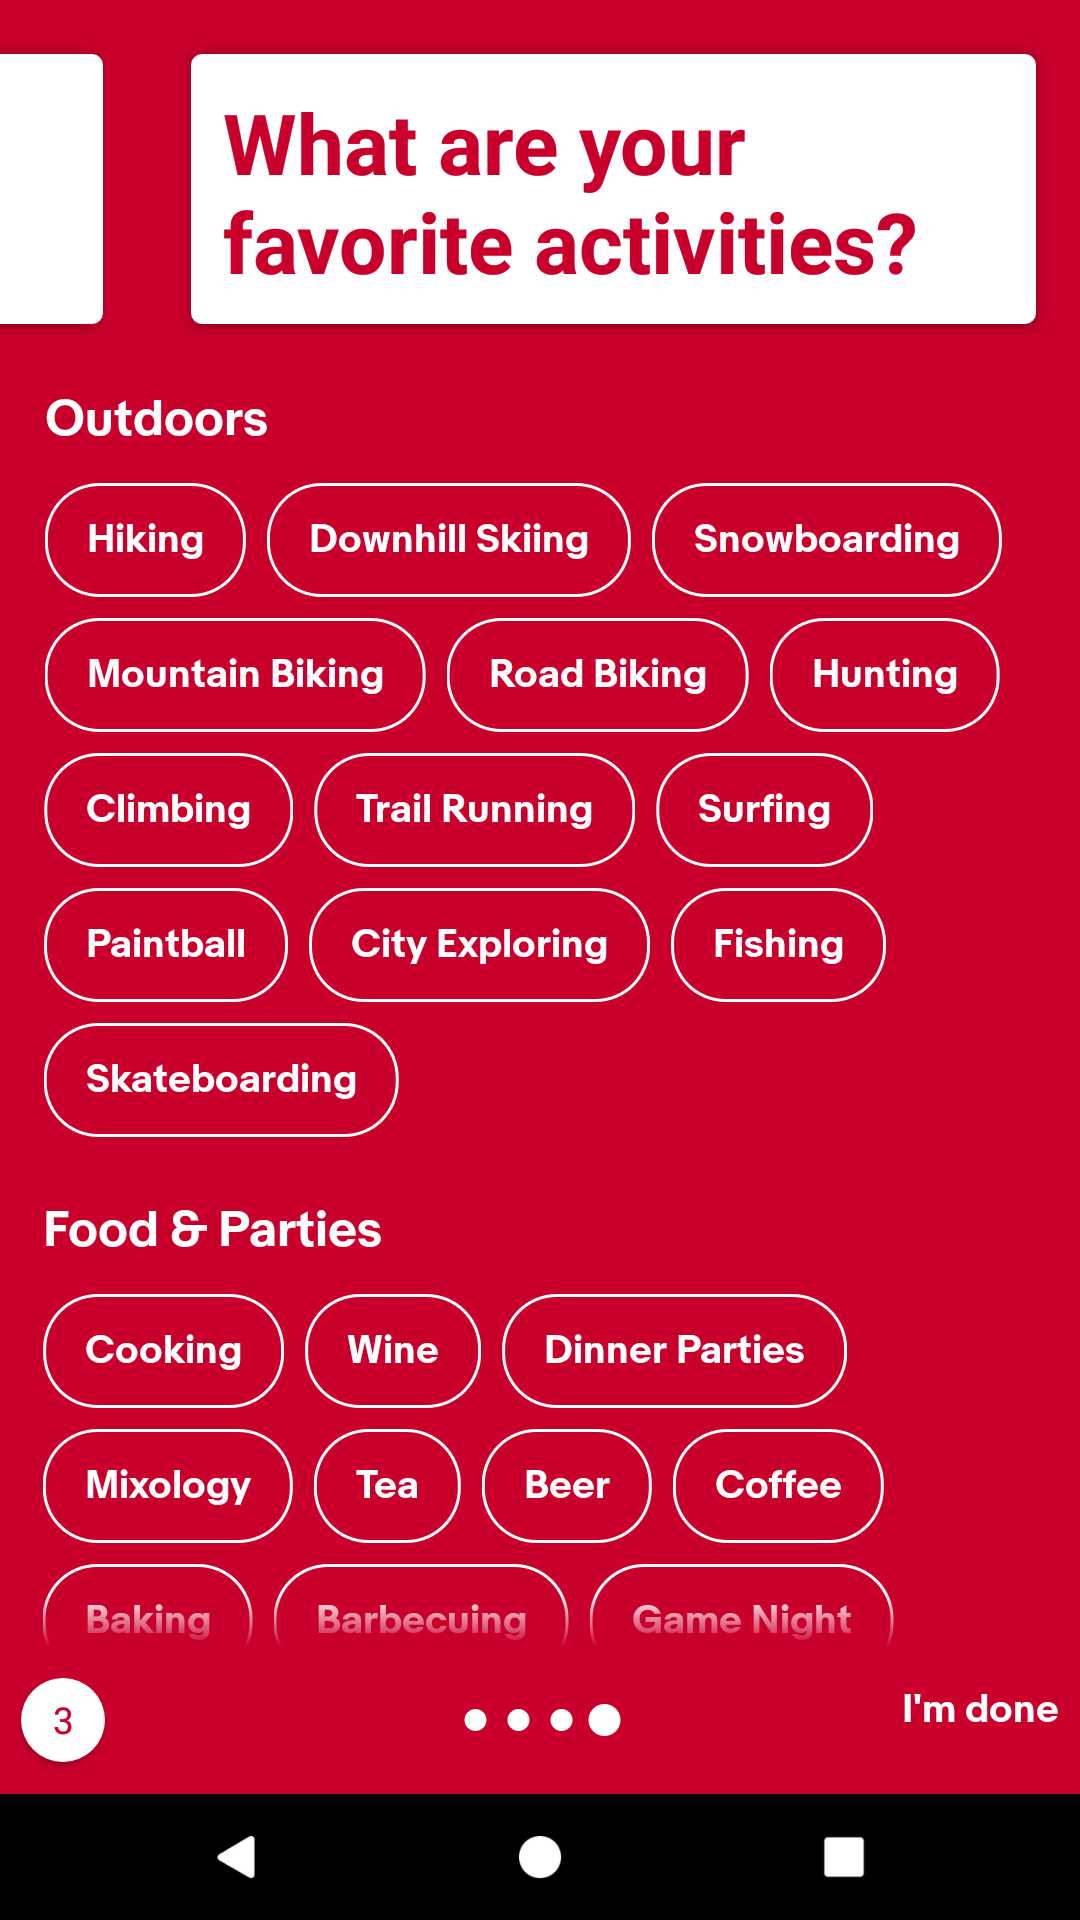 What are your
favorite activities?
Outdoors
Hiking Downhill Skiing Snowboarding
Mountain Biking Road Biking Hunting
Climbing Trail Running Surfing
Paintball City Exploring Fishing
Skateboarding
Food & Parties
Cooking Wine Dinner Parties
Mixology Tea Beer Coffee
Baking Barbecuing Game Night
3 I'm done